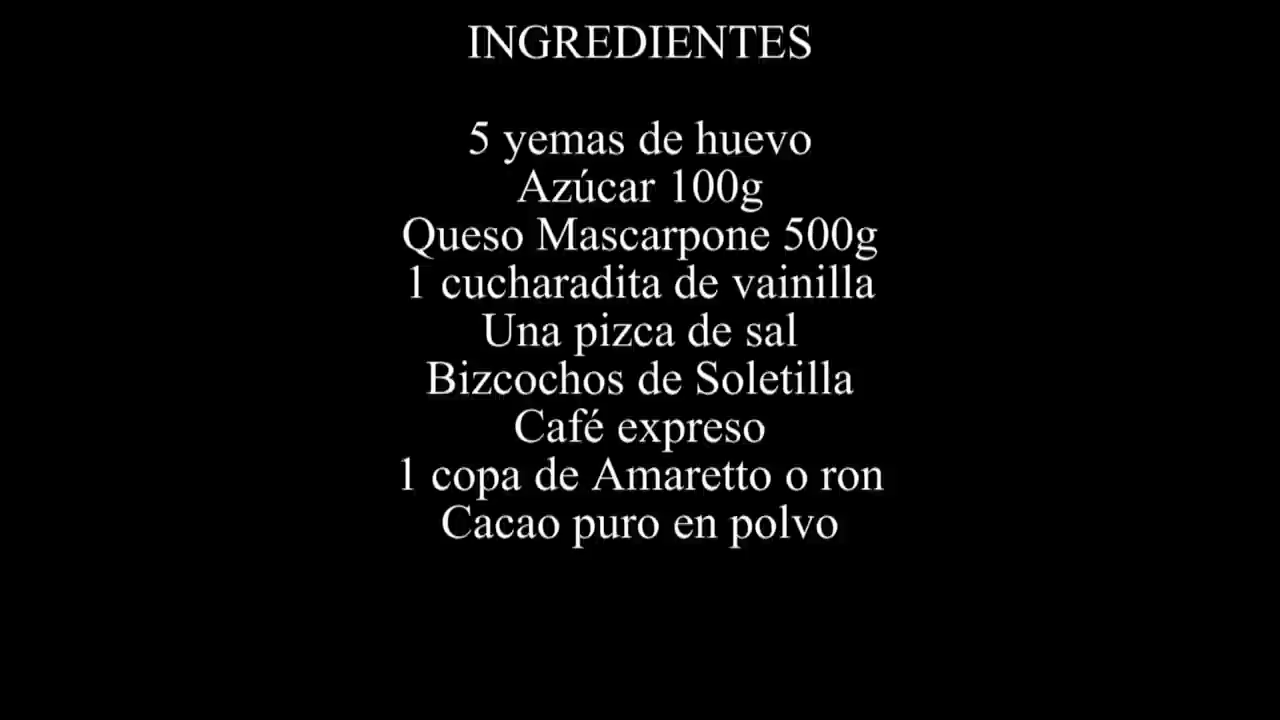 INGREDIENTES
5 yemas de huevo
Azúcar 100g
Queso Mascarpone 500g
1 cucharadita de vainilla
Una pizca de sal
Bizcochos de Soletilla
Café expreso
1 copa de Amaretto o ron
Cacao puro en polvo